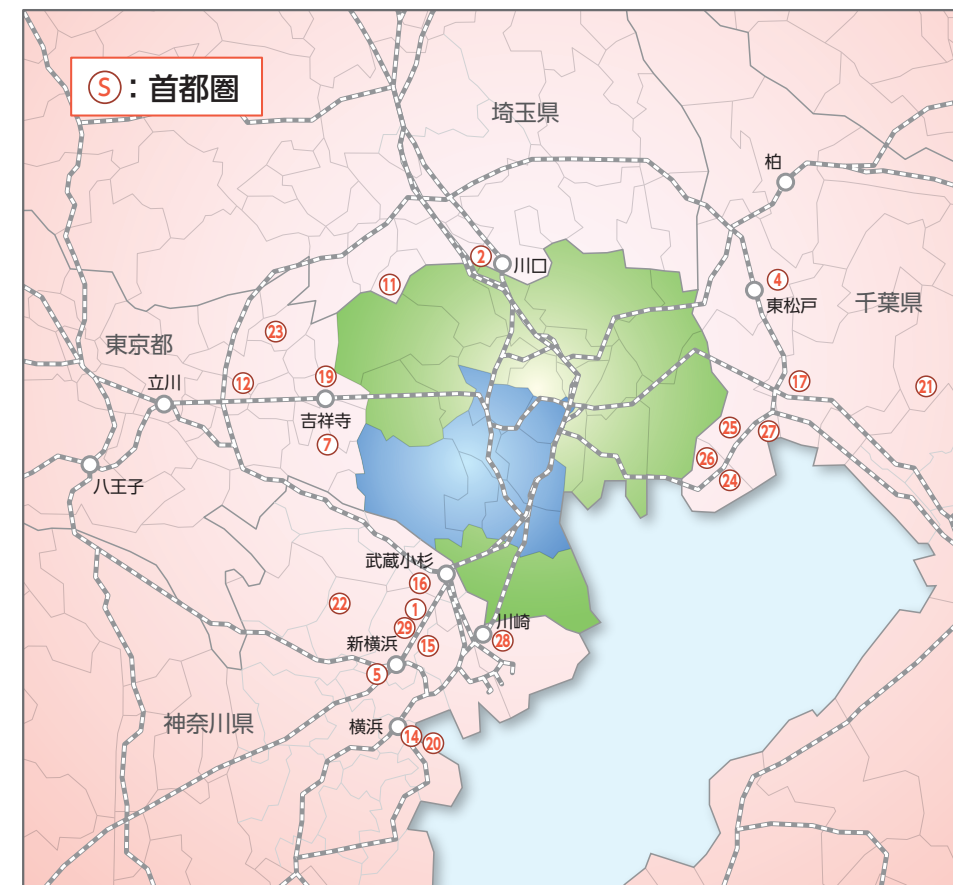 Ⓢ：首都圏
埼玉県
柏
② 川口
⑪
④
東松戸
千葉県
㉓
東京都
立川
⑫
⑲
⑰
㉑
吉祥寺
⑦
㉕
㉗
㉖
㉔
八王子
武蔵小杉
⑯
㉒
①
㉙
川崎
㉘
新横浜
⑮
⑤
神奈川県
横浜
⑭
⑳